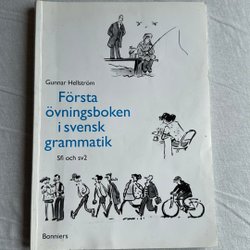 Gunnar Hellström
Första
övningsboken
i svensk
grammatik
Sfi och sv2
Bonniers